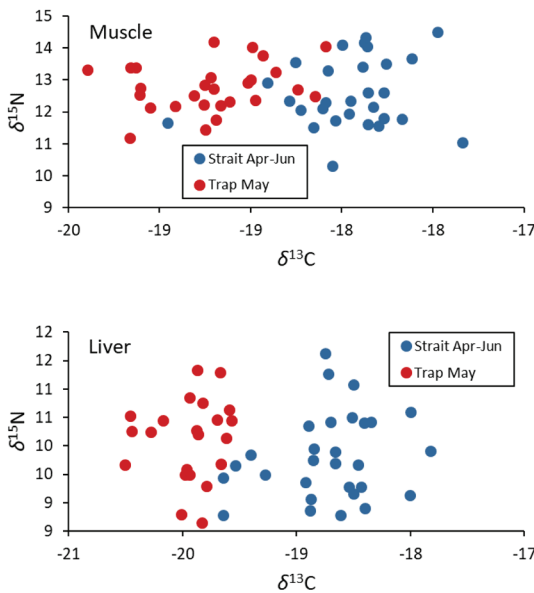 Muscle
15
14
13
12
11
10
9
δ15N
Strait Apr-Jun
Trap May
-20 -19 -19 -18 -18 -17
δ13C
Liver
12
12
11
11
10
10
9
9
δ15N
Strait Apr-Jun
Trap May
-21 -20 -19 -18 -17
δ13C